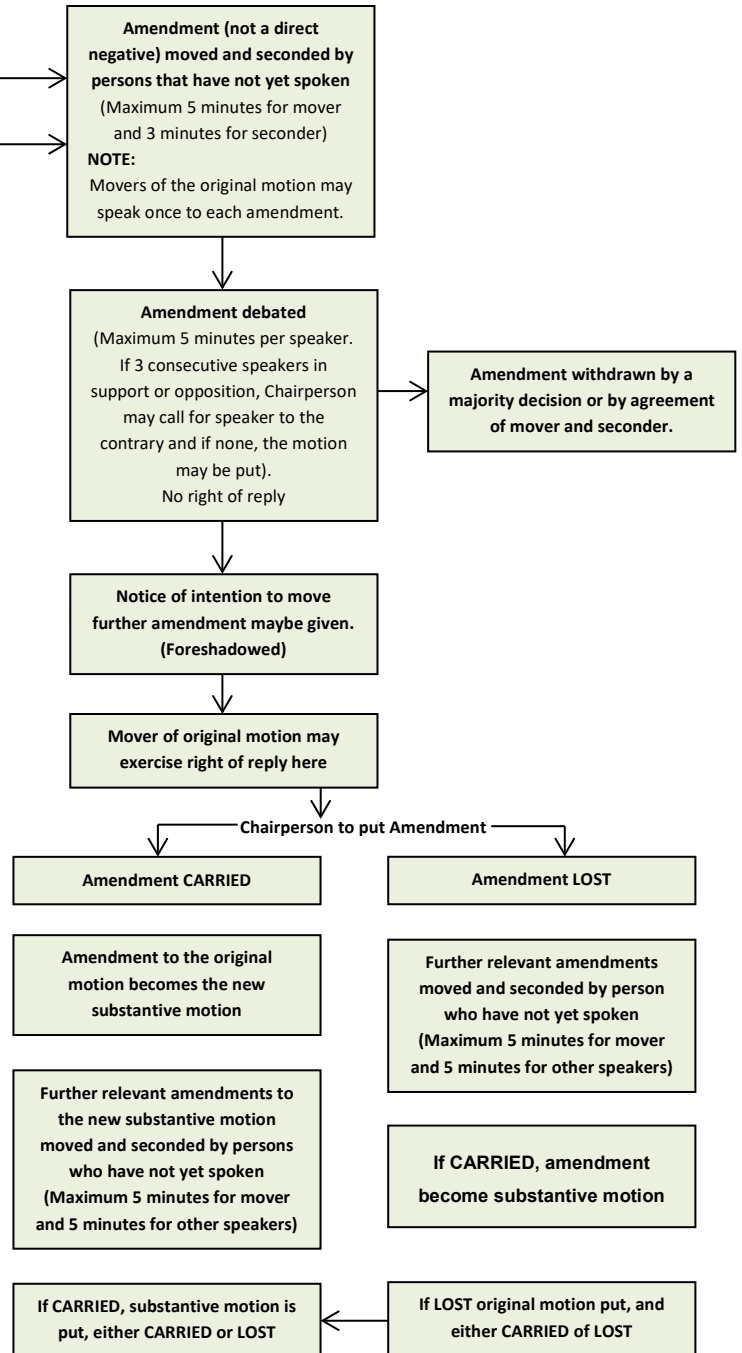 Amendment (not a direct
negative) moved and seconded by
persons that have not yet spoken
(Maximum 5 minutes for mover
and 3 minutes for seconder)
NOTE:
Movers of the original motion may
speak once to each amendment.
Amendment debated
(Maximum 5 minutes per speaker.
If 3 consecutive speakers in
support or opposition, Chairperson
may call for speaker to the
contrary and if none, the motion
may be put).
No right of reply
Amendment withdrawn by a
majority decision or by agreement
of mover and seconder.
Notice of intention to move
further amendment maybe given.
(Foreshadowed)
Mover of original motion may
exercise right of reply here
Chairperson to put Amendment
Amendment CARRIED
Amendment to the original
motion becomes the new
substantive motion
Further relevant amendments to
the new substantive motion
moved and seconded by persons
who have not yet spoken
(Maximum 5 minutes for mover
and 5 minutes for other speakers)
If CARRIED, substantive motion is
put, either CARRIED or LOST
Amendment LOST
Further relevant amendments
moved and seconded by person
who have not yet spoken
(Maximum 5 minutes for mover
and 5 minutes for other speakers)
If CARRIED, amendment
become substantive motion
If LOST original motion put, and
either CARRIED of LOST